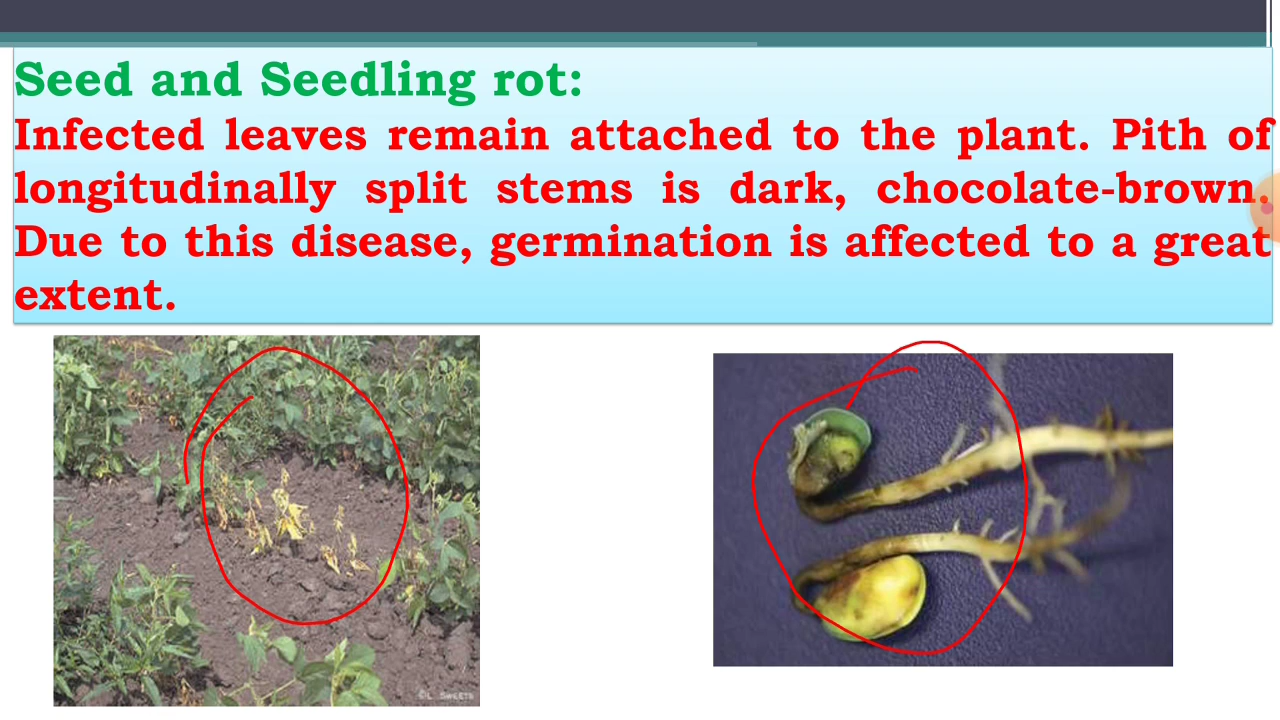 Seed and Seedling rot:
Infected leaves remain attached to the plant. Pith of
longitudinally split stems is dark, chocolate-brown.
Due to this disease, germination is affected to a great
extent.
©L. Sweets